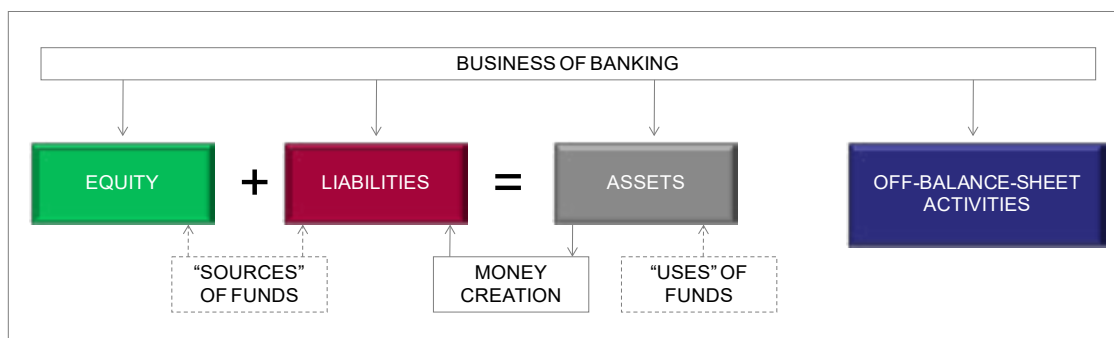 BUSINESS OF BANKING
EQUITY + LIABILITIES = ASSETS
OFF-BALANCE-SHEET
ACTIVITIES
“SOURCES”
OF FUNDS
MONEY
CREATION
“USES” OF
FUNDS